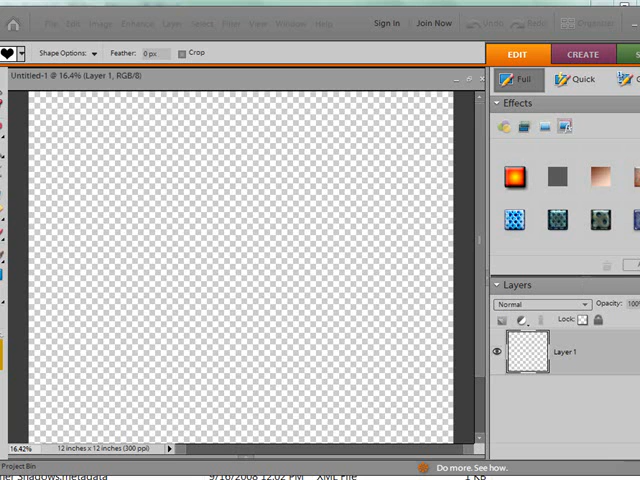 File Edit Image Enhance Layer Select Filter View Window Help Sign In Join Now Undo Redo Organizer
Shape Options: Feather: 0 px Crop
EDIT CREATE S
Untitled-1 @ 16.4% (Layer 1, RGB/8)
Full Quick
Effects
Layers
Normal Opacity: 100%
Lock:
Layer 1
16.42% 12 inches x 12 inches (300 ppi)
Project Bin Do more. See how.
ner Shadows.metadata 9/16/2008 12:02 PM XML File 1 KB